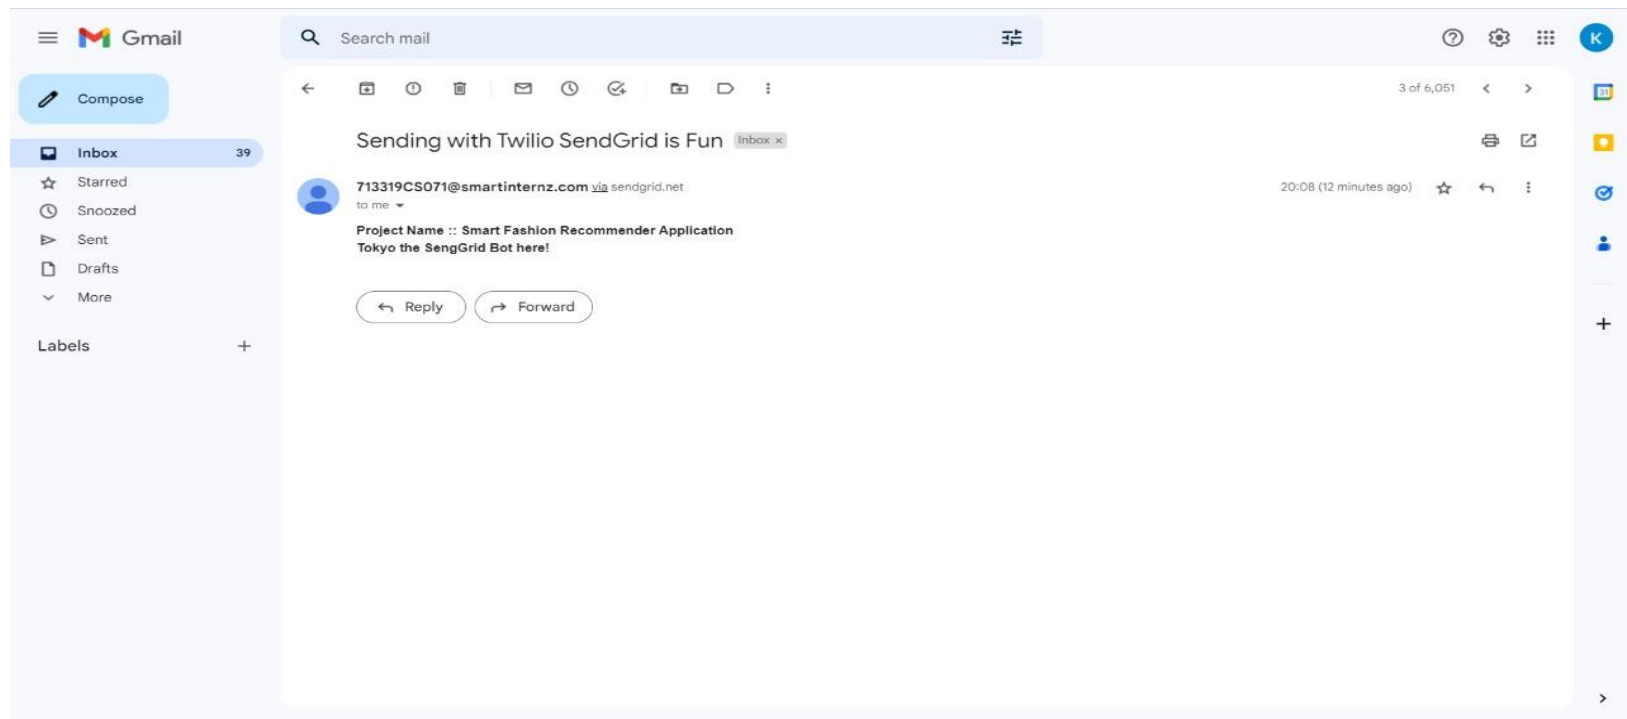 Gmail
Search mail
K
Compose
3 of 6,051
Sending with Twilio SendGrid is Fun Inbox ×
Inbox 39
Starred
Snoozed
Sent
Drafts
More
Labels
713319CS071@smartinternz.com via sendgrid.net 20:08 (12 minutes ago)
to me
Project Name :: Smart Fashion Recommender Application
Tokyo the SengGrid Bot here!
Reply Forward
31